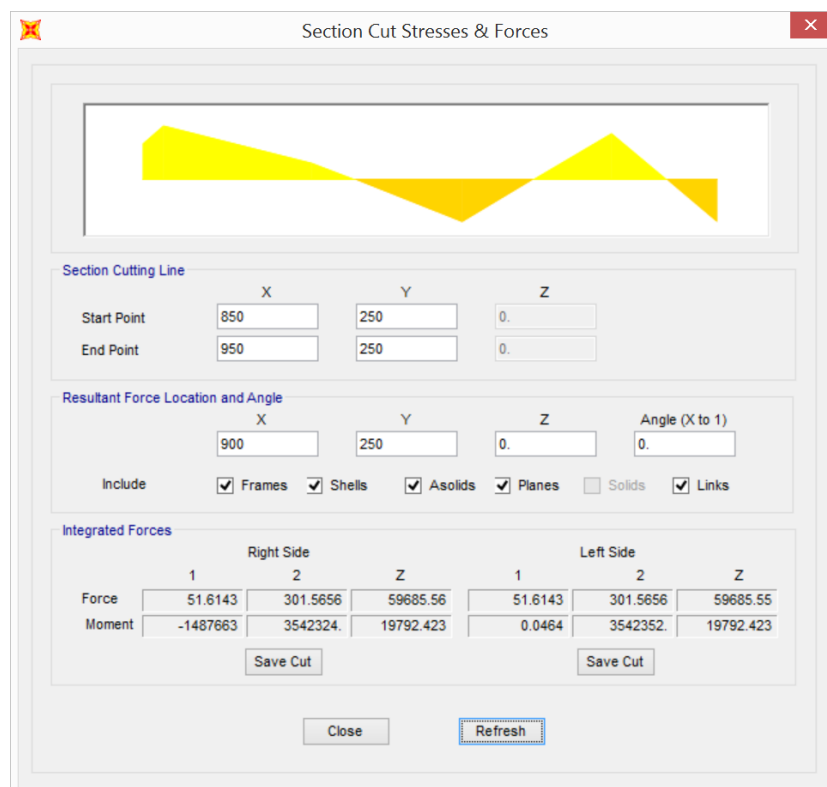 Section Cut Stresses & Forces
Section Cutting Line
X Y Z
Start Point 850 250 0.
End Point 950 250 0.
Resultant Force Location and Angle
X Y Z Angle (X to 1)
900 250 0. 0.
Include Frames Shells Asolids Planes Solids Links
Integrated Forces
Right Side Left Side
1 2 Z 1 2 Z
Force 51.6143 301.5656 59685.56 51.6143 301.5656 59685.55
Moment -1487663 3542324. 19792.423 0.0464 3542352. 19792.423
Save Cut Save Cut
Close Refresh